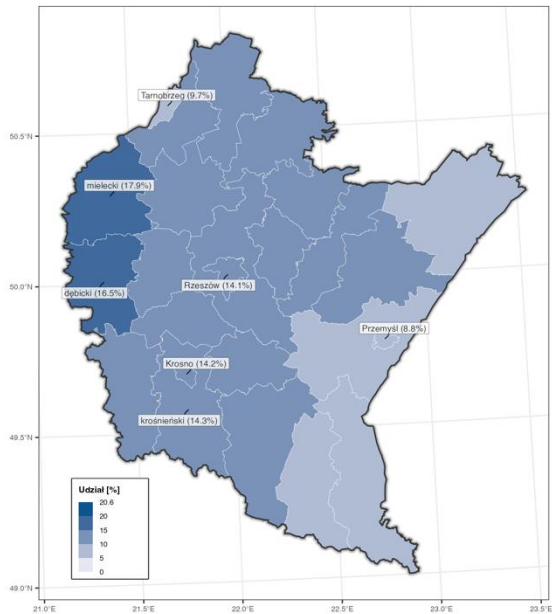 Tarnobrzeg (9.7%)
50.5°N
mielecki (17.9%)
50.0°N
dębicki (16.5%)
Rzeszów (14.1%)
Przemyśl (8.8%)
Krosno (14.2%)
krośnieński (14.3%)
49.5°N
Udział [%]
20.6
20
15
10
5
0
49.0°N
21.0°E
21.5°E
22.0°E
22.5°E
23.0°E
23.5°E